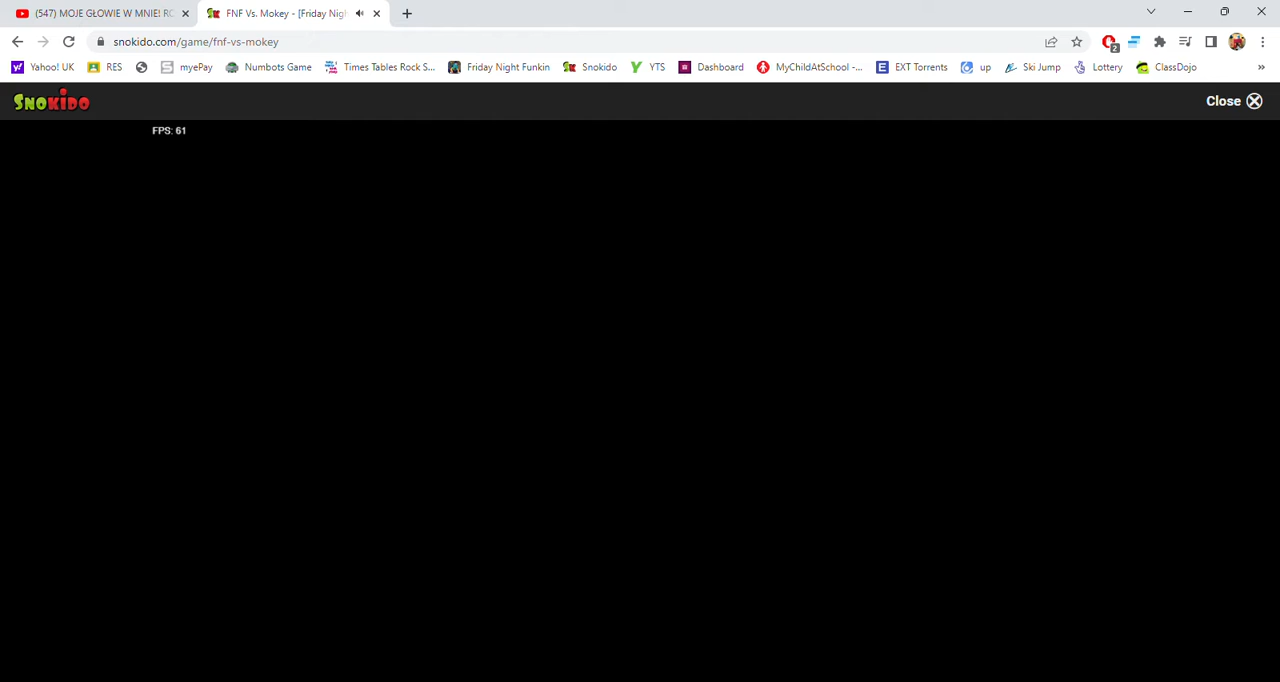 (547) MOJE GŁOWIE W MNIE! RO
FNF Vs. Mokey - [Friday Nigh
snokido.com/game/fnf-vs-mokey
2
Yahoo! UK
RES
myePay
Numbots Game
Times Tables Rock S...
Friday Night Funkin
Snokido
YTS
Dashboard
MyChildAtSchool -...
EXT Torrents
up
Ski Jump
Lottery
ClassDojo
»
SNOKIDO
Close
FPS: 61